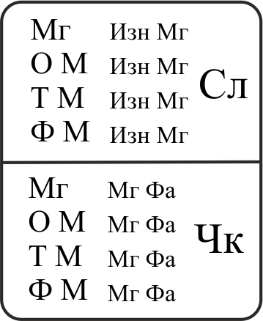 Мг Изн Мг
О М Изн Мг
Т М Изн Мг
Ф М Изн Мг
Сл
Мг Мг Фа
О М Мг Фа
Т М Мг Фа
Ф М Мг Фа
Чк